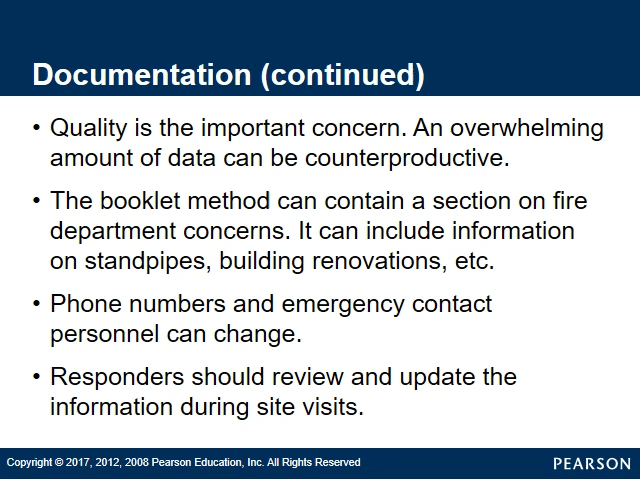 Documentation (continued)
• Quality is the important concern. An overwhelming
amount of data can be counterproductive.
• The booklet method can contain a section on fire
department concerns. It can include information
on standpipes, building renovations, etc.
• Phone numbers and emergency contact
personnel can change.
• Responders should review and update the
information during site visits.
Copyright © 2017, 2012, 2008 Pearson Education, Inc. All Rights Reserved
PEARSON